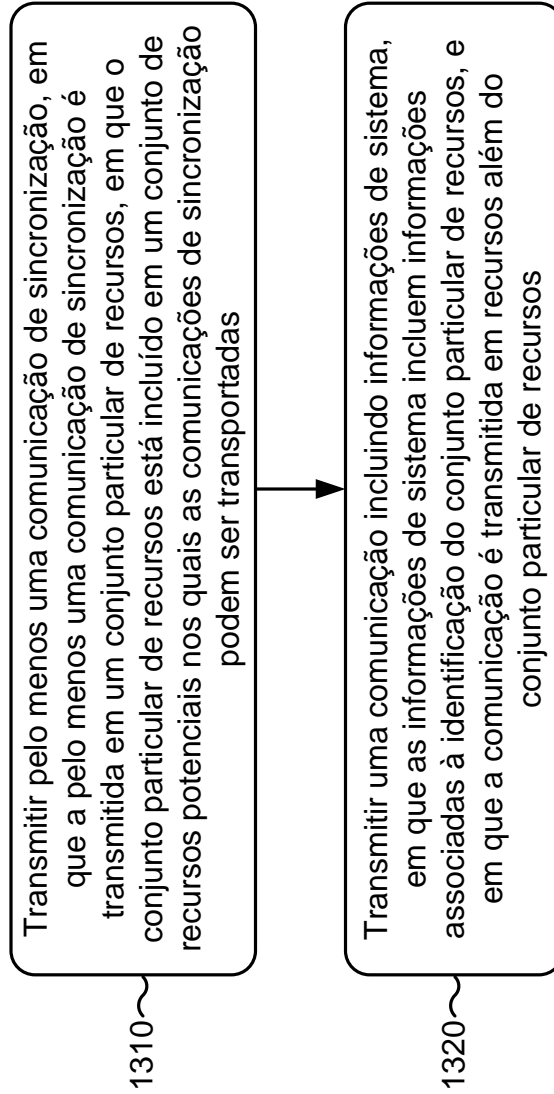 1310
Transmitir pelo menos uma comunicação de sincronização, em
que a pelo menos uma comunicação de sincronização é
transmitida em um conjunto particular de recursos, em que o
conjunto particular de recursos está incluído em um conjunto de
recursos potenciais nos quais as comunicações de sincronização
podem ser transportadas
1320
Transmitir uma comunicação incluindo informações de sistema,
em que as informações de sistema incluem informações
associadas à identificação do conjunto particular de recursos, e
em que a comunicação é transmitida em recursos além do
conjunto particular de recurso